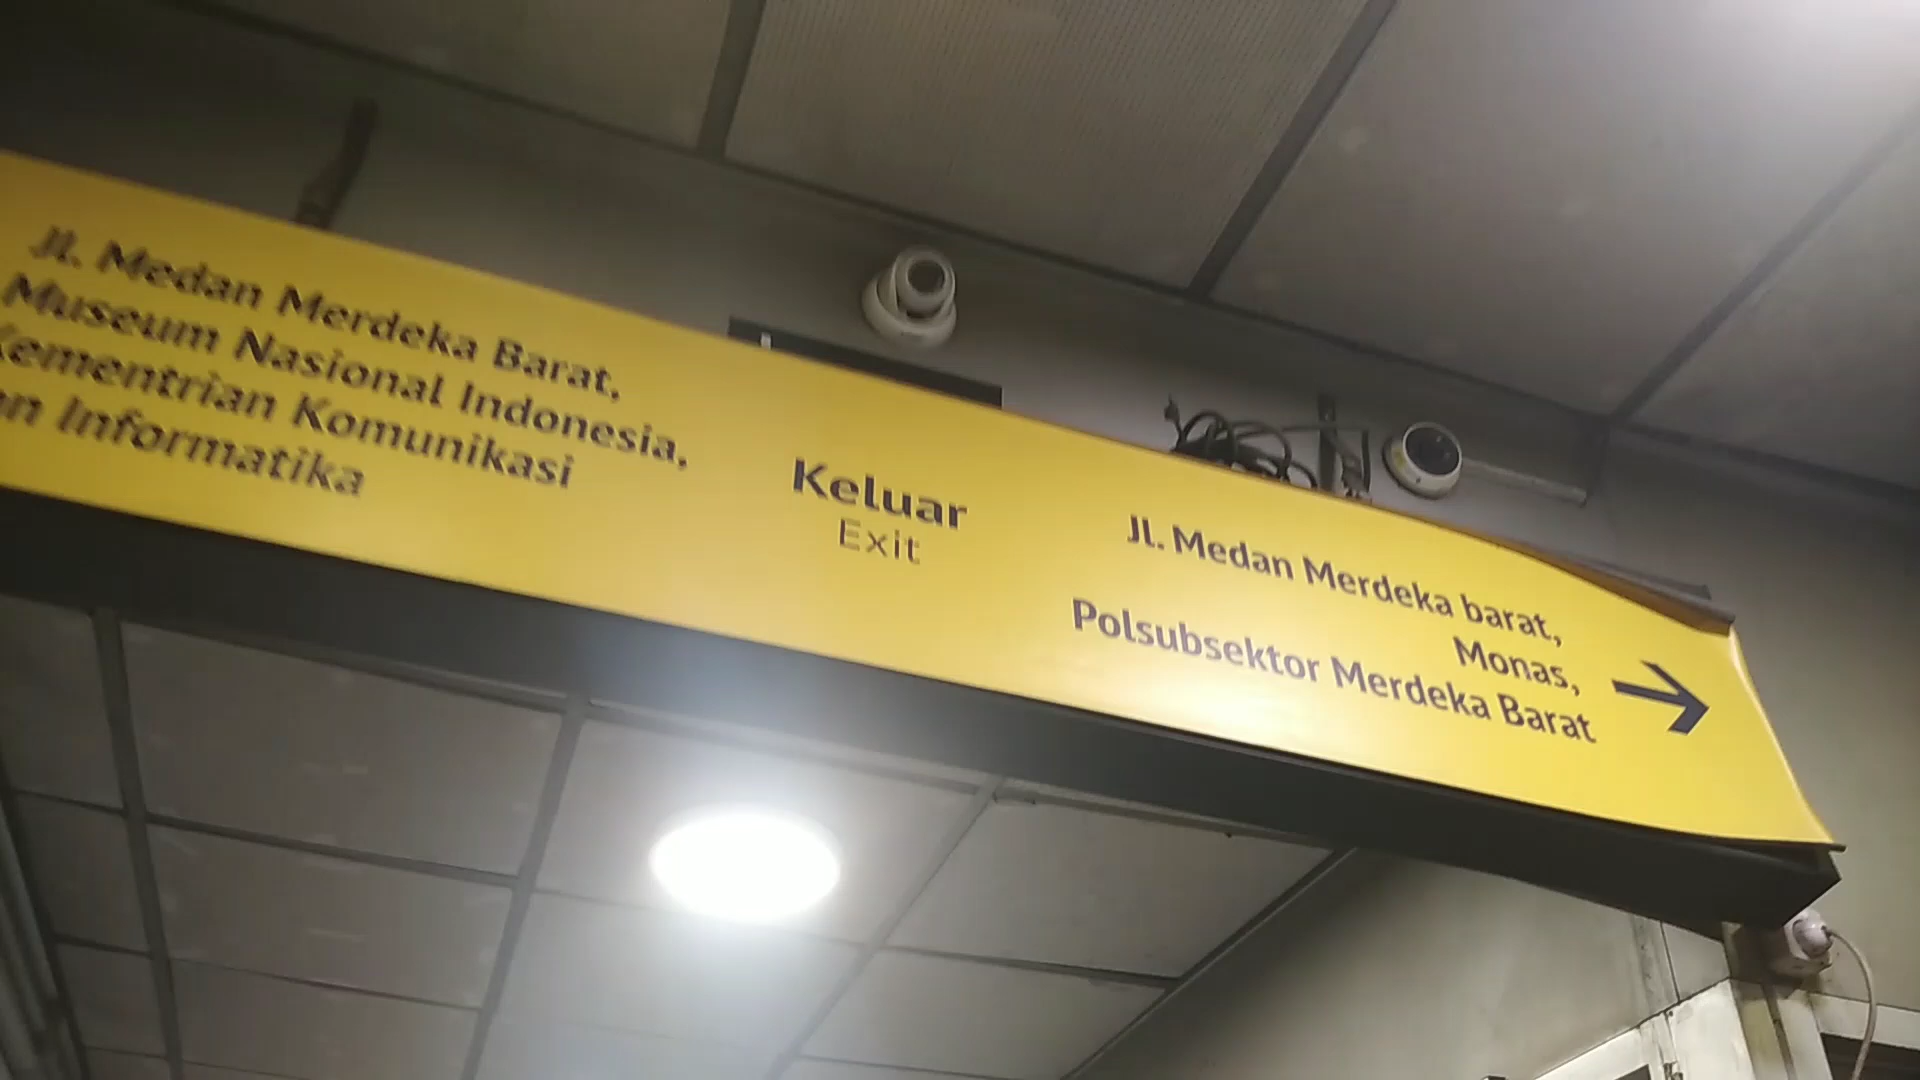 Jl. Medan Merdeka Barat,
Museum Nasional Indonesia,
Komunikasi
Informatika
Keluar
Exit
Jl. Medan Merdeka barat,
Monas,
Polsubsektor Merdeka Barat